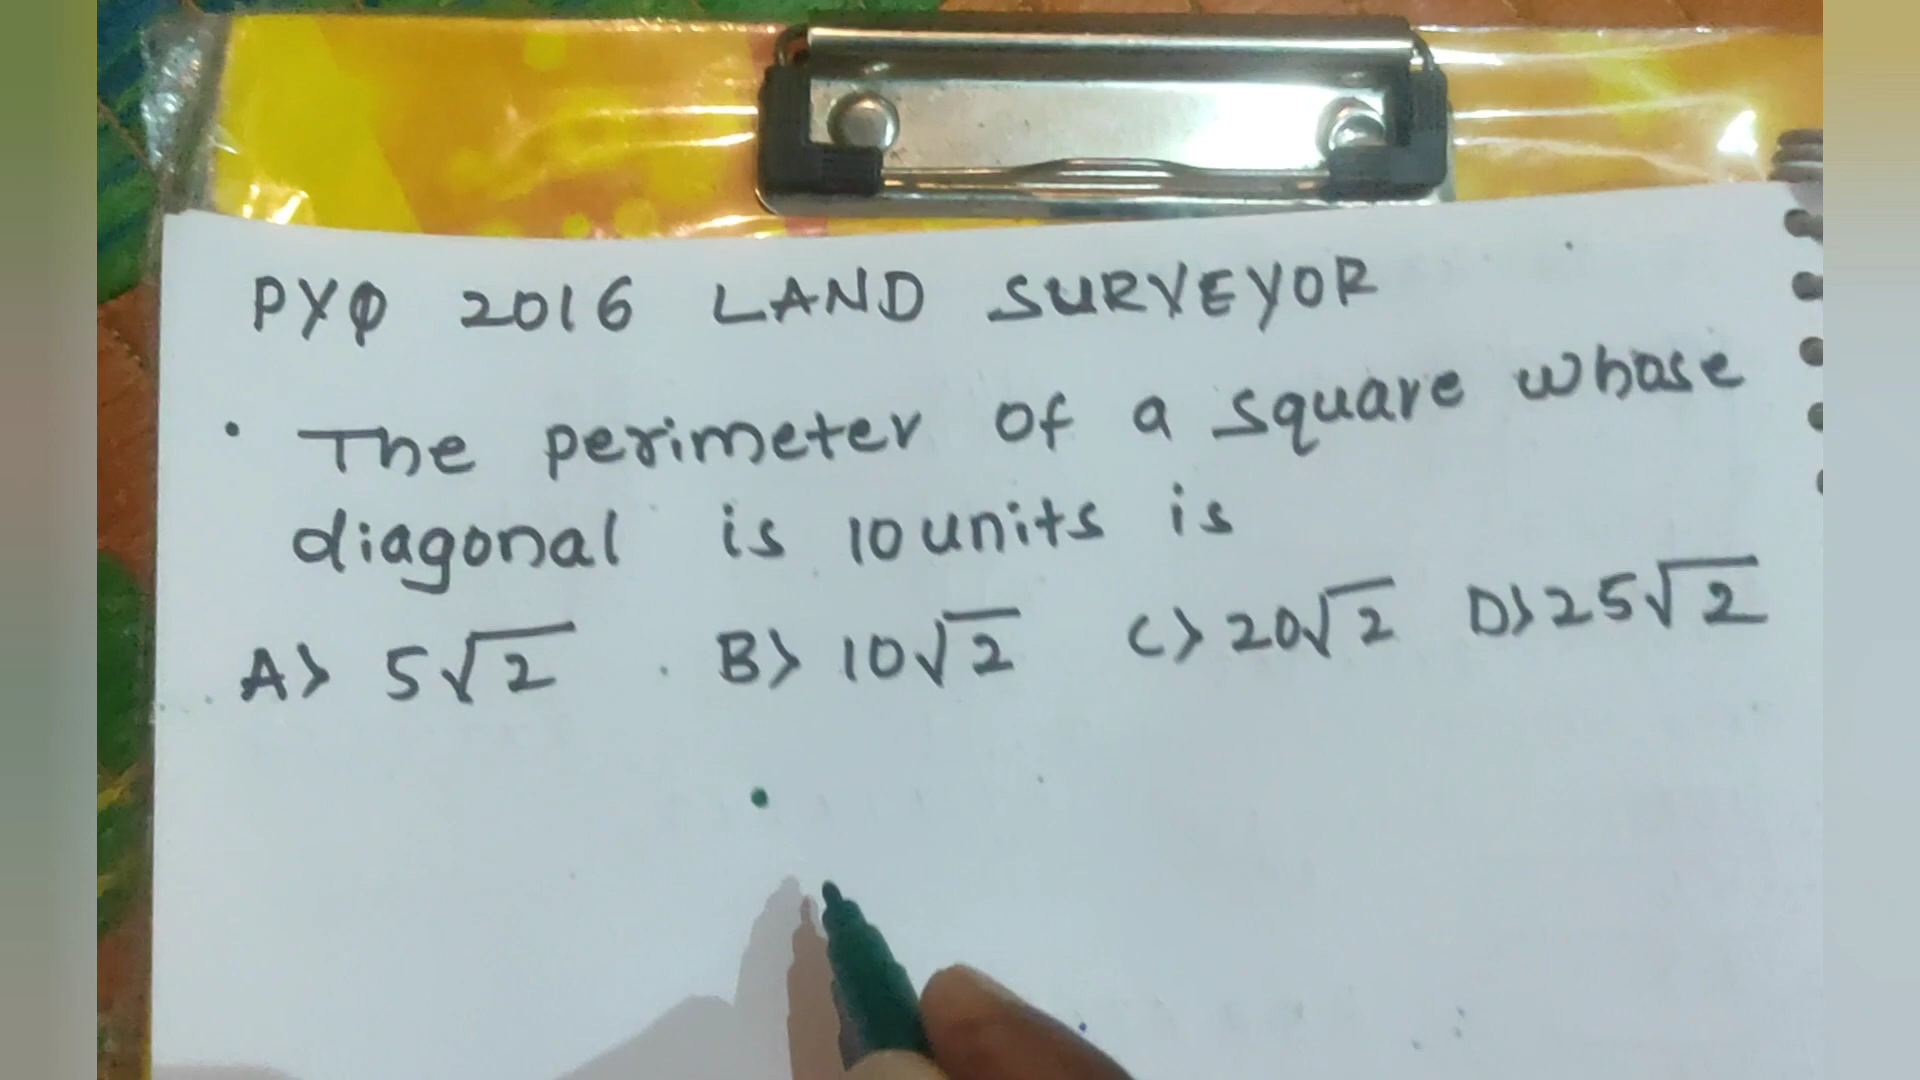 PYQ 2016 LAND SURVEYOR
• The perimeter of a square whose
diagonal is 10 units is
A> 5√2 B> 10√2 C> 20√2 D> 25√2